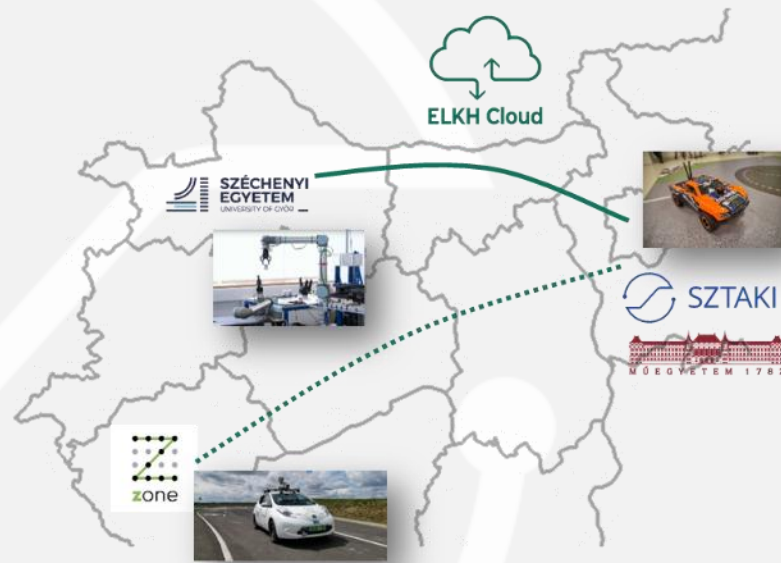 ELKH Cloud
SZÉCHENYI
EGYETEM
UNIVERSITY OF GYŐR
SZTAKI
MŰEGYETEM 1782
zone